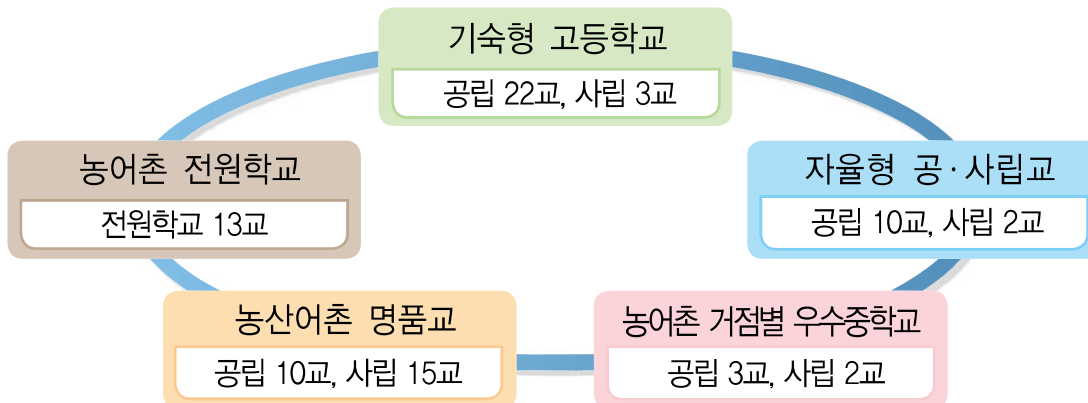 기숙형 고등학교
공립 22교, 사립 3교
농어촌 전원학교
전원학교 13교
자율형 공·사립교
공립 10교, 사립 2교
농산어촌 명품교
공립 10교, 사립 15교
농어촌 거점별 우수중학교
공립 3교, 사립 2교